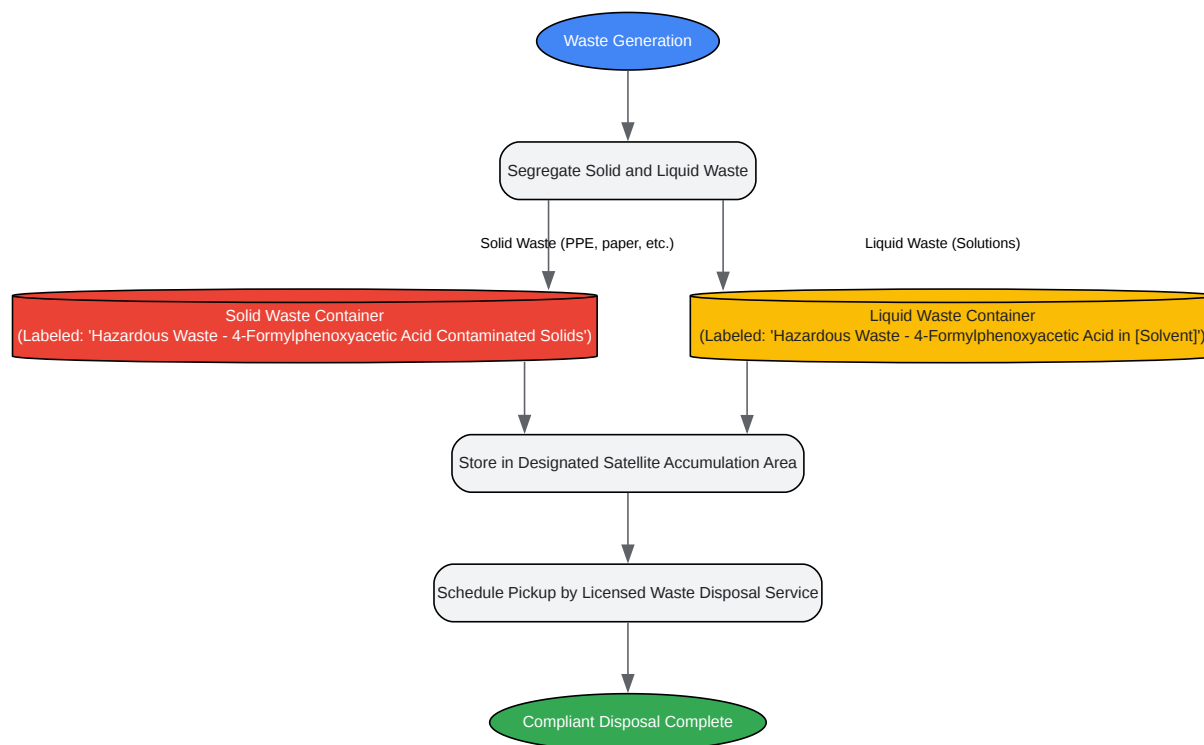 Waste Generation
Segregate Solid and Liquid Waste
Solid Waste (PPE, paper, etc.)
Liquid Waste (Solutions)
Solid Waste Container
(Labeled: 'Hazardous Waste - 4-Formylphenoxyacetic Acid Contaminated Solids')
Liquid Waste Container
(Labeled: 'Hazardous Waste - 4-Formylphenoxyacetic Acid in [Solvent]')
Store in Designated Satellite Accumulation Area
Schedule Pickup by Licensed Waste Disposal Service
Compliant Disposal Complete